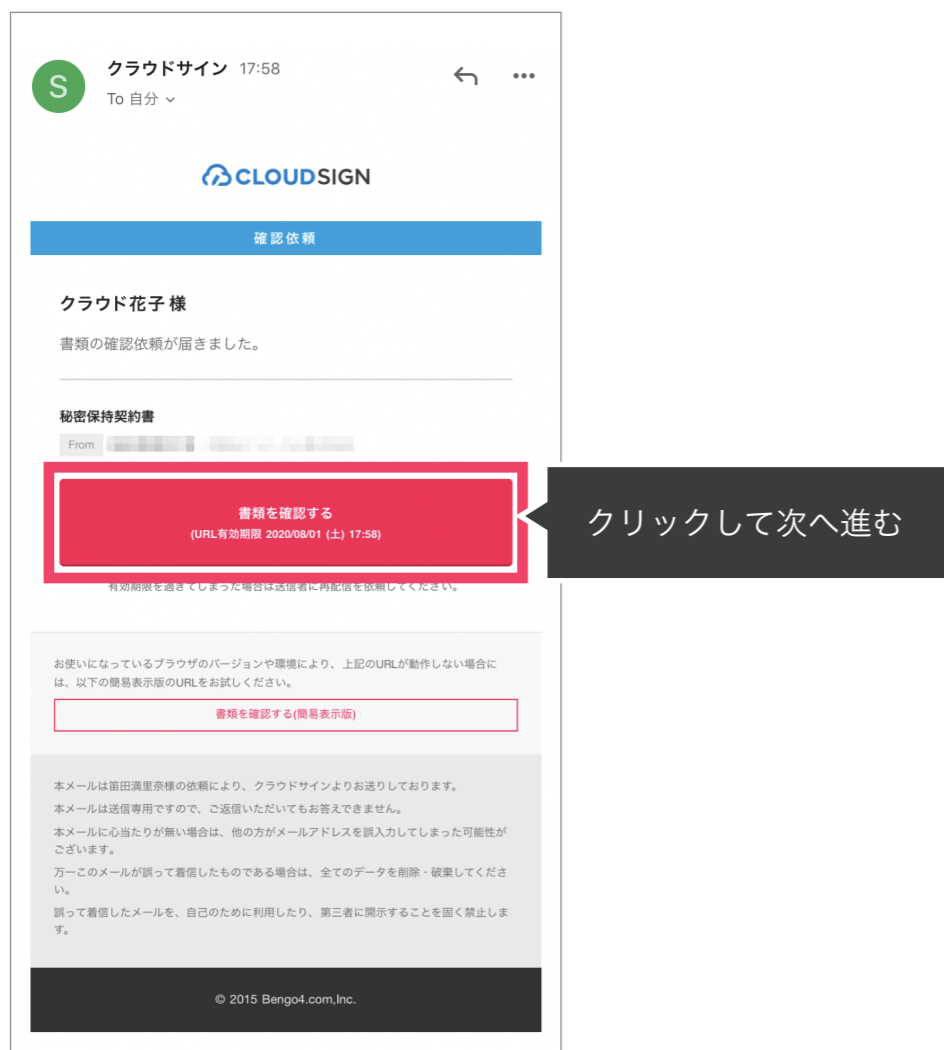 S
クラウドサイン 17:58
To 自分
CLOUDSIGN
確認依頼
クラウド花子 様
書類の確認依頼が届きました。
秘密保持契約書
From
書類を確認する
(URL有効期限 2020/08/01 (土) 17:58)
クリックして次へ進む
有効期限を過ぎてしまった場合は送信者に再配信を依頼してください。
お使いになっているブラウザのバージョンや環境により、上記のURLが動作しない場合に
は、以下の簡易表示版のURLをお試しください。
書類を確認する(簡易表示版)
本メールは笛田満里奈様の依頼により、クラウドサインよりお送りしております。
本メールは送信専用ですので、ご返信いただいてもお答えできません。
本メールに心当たりが無い場合は、他の方がメールアドレスを誤入力してしまった可能性が
ございます。
万一このメールが誤って着信したものである場合は、全てのデータを削除・破棄してくださ
い。
誤って着信したメールを、自己のために利用したり、第三者に開示することを固く禁止しま
す。
© 2015 Bengo4.com,Inc.